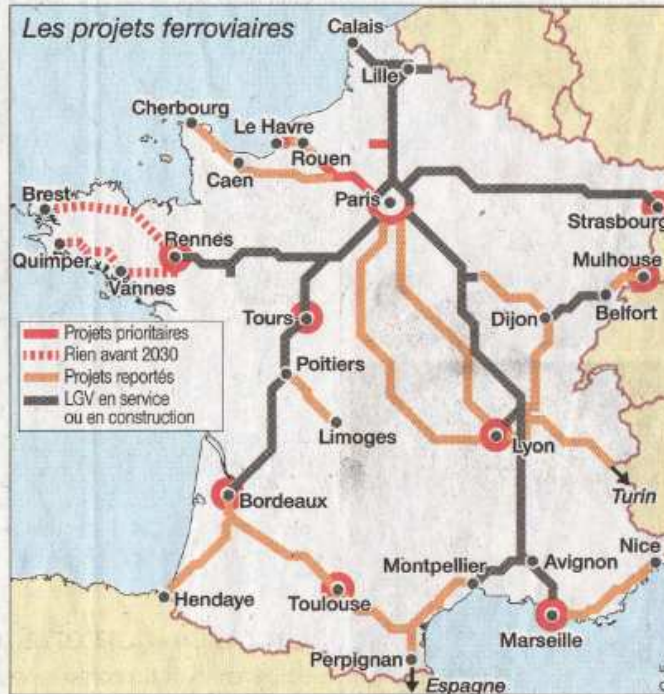 Les projets ferroviaires
Calais
Lille
Cherbourg
Le Havre
Rouen
Caen
Paris
Brest
Strasbourg
Rennes
Quimper
Mulhouse
Vannes
Tours
Dijon
Belfort
Projets prioritaires
Rien avant 2030
Poitiers
Projets reportés
LGV en service
ou en construction
Limoges
Lyon
Turin
Bordeaux
Montpellier
Avignon
Nice
Hendaye
Toulouse
Marseille
Perpignan
Espagne